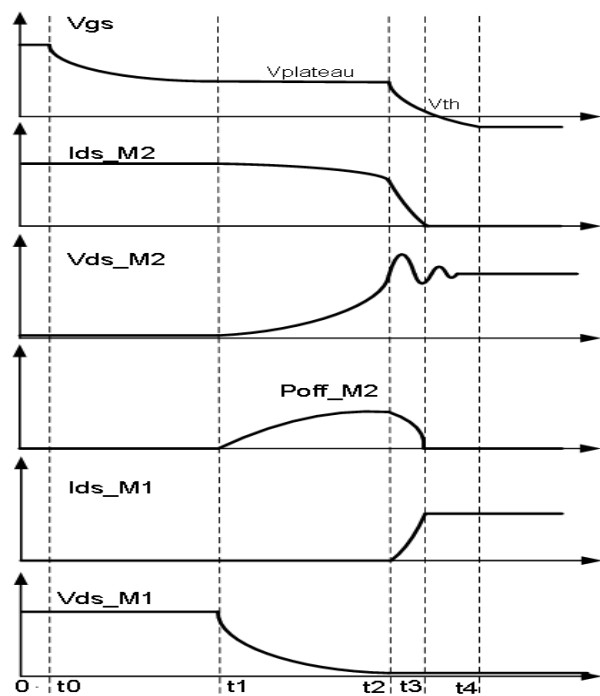 Vgs
Vplateau
Vth
Ids_M2
Vds_M2
Poff_M2
Ids_M1
Vds_M1
0 t0 t1 t2 t3 t4